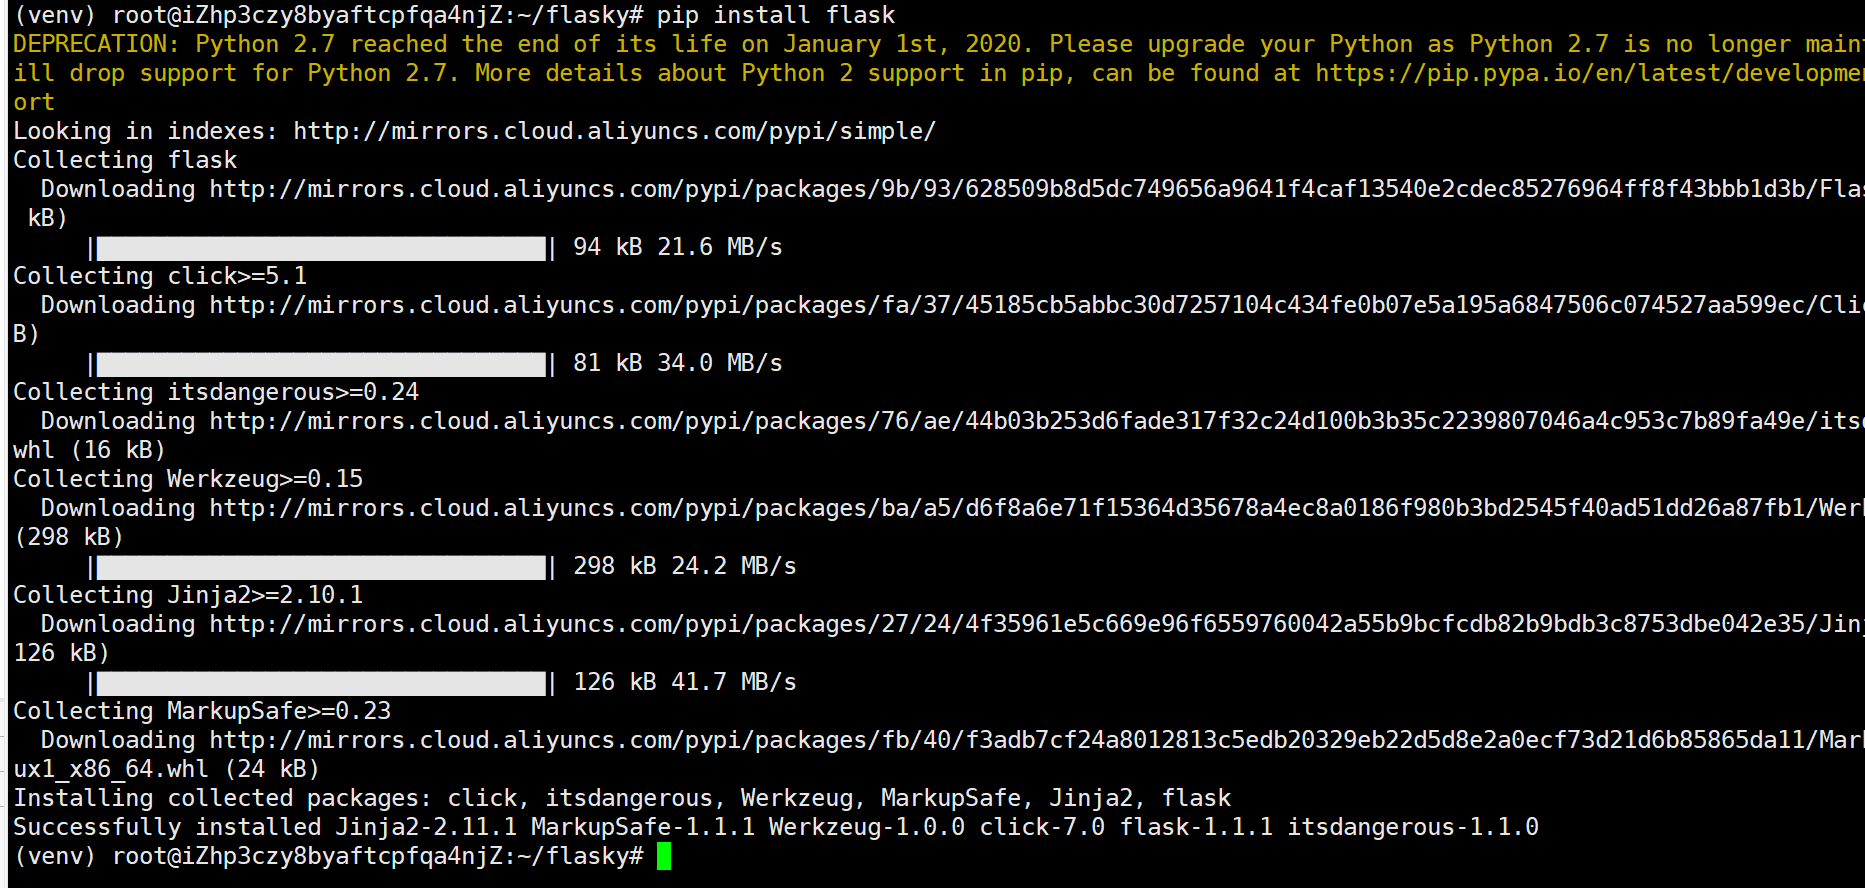 (venv) root@iZhp3czy8byaftcpfqa4njZ:~/flasky# pip install flask
DEPRECATION: Python 2.7 reached the end of its life on January 1st, 2020. Please upgrade your Python as Python 2.7 is no longer main
ill drop support for Python 2.7. More details about Python 2 support in pip, can be found at https://pip.pypa.io/en/latest/developme
ort
Looking in indexes: http://mirrors.cloud.aliyuncs.com/pypi/simple/
Collecting flask
Downloading http://mirrors.cloud.aliyuncs.com/pypi/packages/9b/93/628509b8d5dc749656a9641f4caf13540e2cdec85276964ff8f43bbb1d3b/Fla
kB)
|████████████████████████████████| 94 kB 21.6 MB/s
Collecting click>=5.1
Downloading http://mirrors.cloud.aliyuncs.com/pypi/packages/fa/37/45185cb5abbc30d7257104c434fe0b07e5a195a6847506c074527aa599ec/Cli
B)
|████████████████████████████████| 81 kB 34.0 MB/s
Collecting itsdangerous>=0.24
Downloading http://mirrors.cloud.aliyuncs.com/pypi/packages/76/ae/44b03b253d6fade317f32c24d100b3b35c2239807046a4c953c7b89fa49e/its
whl (16 kB)
Collecting Werkzeug>=0.15
Downloading http://mirrors.cloud.aliyuncs.com/pypi/packages/ba/a5/d6f8a6e71f15364d35678a4ec8a0186f980b3bd2545f40ad51dd26a87fb1/Wer
(298 kB)
|████████████████████████████████| 298 kB 24.2 MB/s
Collecting Jinja2>=2.10.1
Downloading http://mirrors.cloud.aliyuncs.com/pypi/packages/27/24/4f35961e5c669e96f6559760042a55b9bcfcdb82b9bdb3c8753dbe042e35/Jin
126 kB)
|████████████████████████████████| 126 kB 41.7 MB/s
Collecting MarkupSafe>=0.23
Downloading http://mirrors.cloud.aliyuncs.com/pypi/packages/fb/40/f3adb7cf24a8012813c5edb20329eb22d5d8e2a0ecf73d21d6b85865da11/Mar
ux1_x86_64.whl (24 kB)
Installing collected packages: click, itsdangerous, Werkzeug, MarkupSafe, Jinja2, flask
Successfully installed Jinja2-2.11.1 MarkupSafe-1.1.1 Werkzeug-1.0.0 click-7.0 flask-1.1.1 itsdangerous-1.1.0
(venv) root@iZhp3czy8byaftcpfqa4njZ:~/flasky#